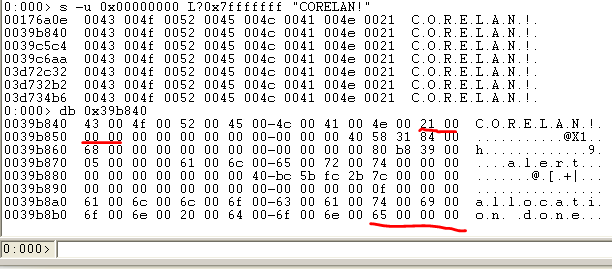 0:000> s -u 0x00000000 L?0x7fffffff "CORELAN!"
00176a0e 0043 004f 0052 0045 004c 0041 004e 0021 C.O.R.E.L.A.N.!.
0039b840 0043 004f 0052 0045 004c 0041 004e 0021 C.O.R.E.L.A.N.!.
0039c5c4 0043 004f 0052 0045 004c 0041 004e 0021 C.O.R.E.L.A.N.!.
0039c6aa 0043 004f 0052 0045 004c 0041 004e 0021 C.O.R.E.L.A.N.!.
03d72c32 0043 004f 0052 0045 004c 0041 004e 0021 C.O.R.E.L.A.N.!.
03d732b2 0043 004f 0052 0045 004c 0041 004e 0021 C.O.R.E.L.A.N.!.
03d734b6 0043 004f 0052 0045 004c 0041 004e 0021 C.O.R.E.L.A.N.!.
0:000> db 0x39b840
0039b840 43 00 4f 00 52 00 45 00-4c 00 41 00 4e 00 21 00 C.O.R.E.L.A.N.!.
0039b850 00 00 00 00 00 00 00 00-00 00 00 40 58 31 84 00 ...........@X1..
0039b860 68 00 00 00 00 00 00 00-00 00 00 00 80 b8 39 00 h.............9.
0039b870 05 00 00 00 61 00 6c 00-65 00 72 00 74 00 00 00 ....a.l.e.r.t...
0039b880 00 00 00 00 00 00 00 40-bc 5b fc 2b 7c 00 00 00 .......@.[.+|...
0039b890 00 00 00 00 00 00 00 00-00 00 00 00 0f 00 00 00 ................
0039b8a0 61 00 6c 00 6c 00 6f 00-63 00 61 00 74 00 69 00 a.l.l.o.c.a.t.i.
0039b8b0 6f 00 6e 00 20 00 64 00-6f 00 6e 00 65 00 00 00 o.n. .d.o.n.e...
0:000>